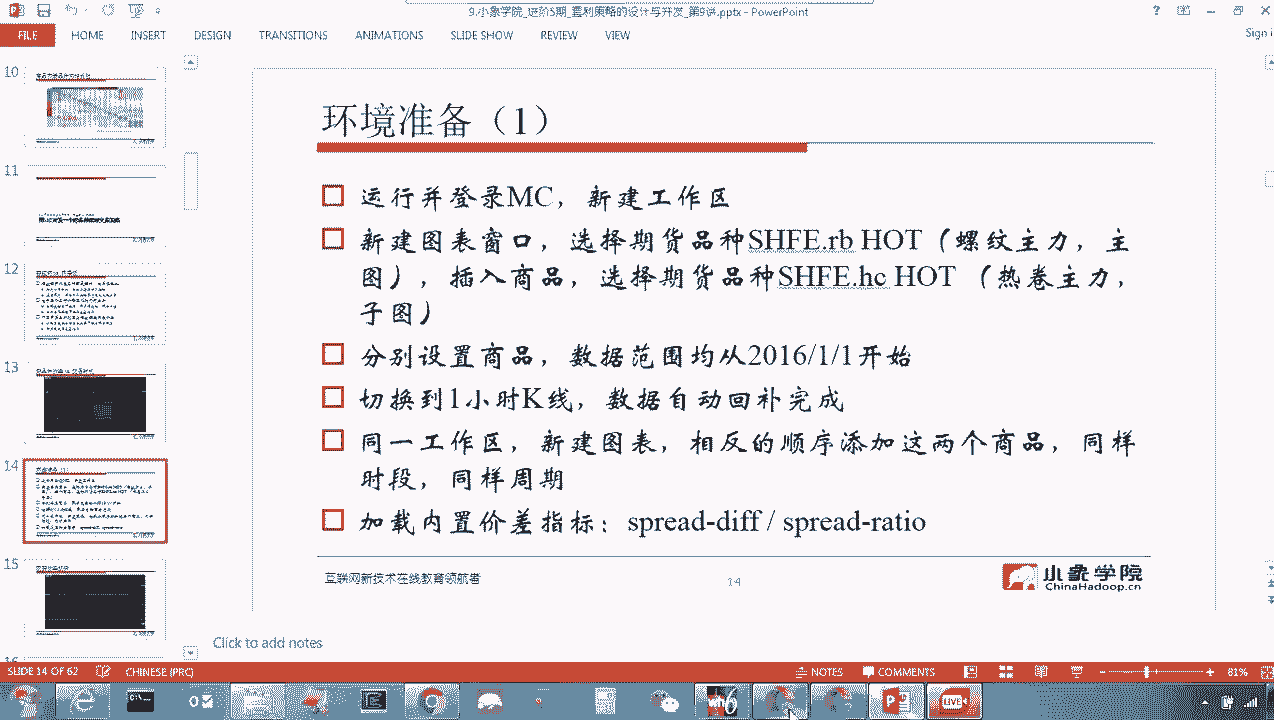 9.小象学院_进阶5期_套利策略的设计与开发_第9讲.pptx - PowerPoint
FILE
HOME
INSERT
DESIGN
TRANSITIONS
ANIMATIONS
SLIDE SHOW
REVIEW
VIEW
Sign i
10
11
12
13
14
15
环境准备（1）
运行并登录MC，新建工作区
新建图表窗口，选择期货品种SHFE.rb HOT（螺纹主力，主
图），插入商品，选择期货品种SHFE.hc HOT （热卷主力，
子图）
分别设置商品，数据范围均从2016/1/1开始
切换到1小时K线，数据自动回补完成
同一工作区，新建图表，相反的顺序添加这两个商品，同样
时段，同样周期
加载内置价差指标：spread-diff / spread-ratio
互联网新技术在线教育领航者
14
小象学院
ChinaHadoop.cn
Click to add notes
SLIDE 14 OF 62
CHINESE (PRC)
NOTES
COMMENTS
81%
LIVE